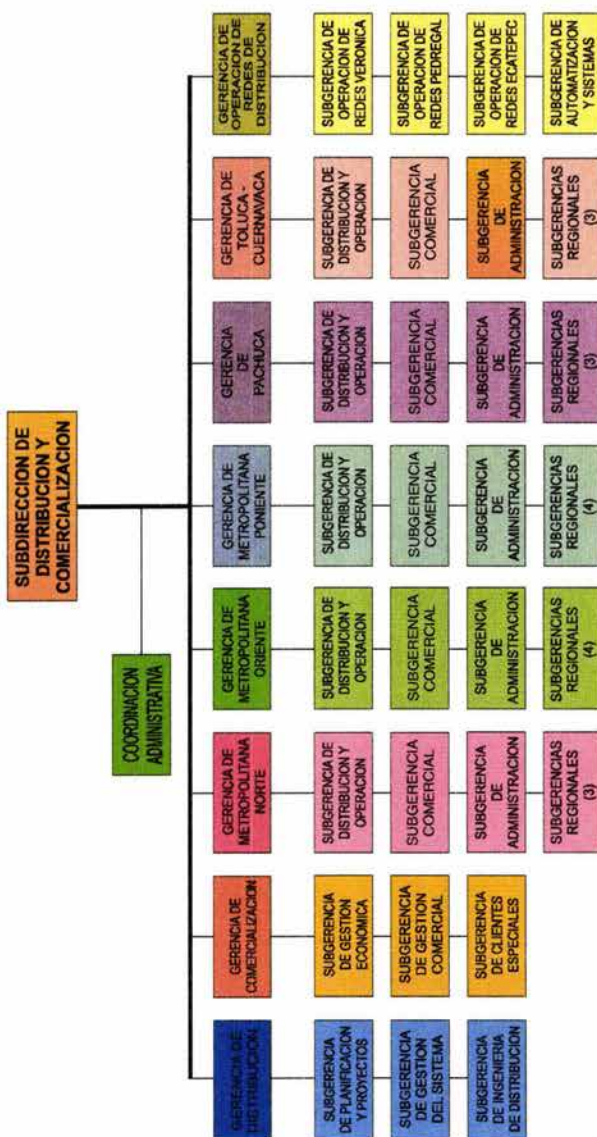 SUBDIRECCION DE
DISTRIBUCION Y
COMERCIALIZACION
COORDINACION
ADMINISTRATIVA
GERENCIA DE
DISTRIBUCION
SUBGERENCIA
DE PLANIFICACION
Y PROYECTOS
SUBGERENCIA
DE GESTION
DEL SISTEMA
SUBGERENCIA
DE INGENIERIA
DE DISTRIBUCION
GERENCIA DE
COMERCIALIZACION
SUBGERENCIA
DE GESTION
ECONOMICA
SUBGERENCIA
DE GESTION
COMERCIAL
SUBGERENCIA
DE CLIENTES
ESPECIALES
GERENCIA DE
METROPOLITANA
NORTE
SUBGERENCIA DE
DISTRIBUCION Y
OPERACION
SUBGERENCIA
COMERCIAL
SUBGERENCIA
DE
ADMINISTRACION
SUBGERENCIAS
REGIONALES
(3)
GERENCIA DE
METROPOLITANA
ORIENTE
SUBGERENCIA DE
DISTRIBUCION Y
OPERACION
SUBGERENCIA
COMERCIAL
SUBGERENCIA
DE
ADMINISTRACION
SUBGERENCIAS
REGIONALES
(4)
GERENCIA DE
METROPOLITANA
PONIENTE
SUBGERENCIA DE
DISTRIBUCION Y
OPERACION
SUBGERENCIA
COMERCIAL
SUBGERENCIA
DE
ADMINISTRACION
SUBGERENCIAS
REGIONALES
(4)
GERENCIA
DE
PACHUCA
SUBGERENCIA DE
DISTRIBUCION Y
OPERACION
SUBGERENCIA
COMERCIAL
SUBGERENCIA
DE
ADMINISTRACION
SUBGERENCIAS
REGIONALES
(3)
GERENCIA DE
TOLUCA -
CUERNAVACA
SUBGERENCIA DE
DISTRIBUCION Y
OPERACION
SUBGERENCIA
COMERCIAL
SUBGERENCIA
DE
ADMINISTRACION
SUBGERENCIAS
REGIONALES
(3)
GERENCIA DE
OPERACION DE
REDES DE
DISTRIBUCION
SUBGERENCIA DE
OPERACION DE
REDES VERONICA
SUBGERENCIA DE
OPERACION DE
REDES PEDREGAL
SUBGERENCIA DE
OPERACION DE
REDES ECATEPEC
SUBGERENCIA DE
AUTOMATIZACION
Y SISTEMAS